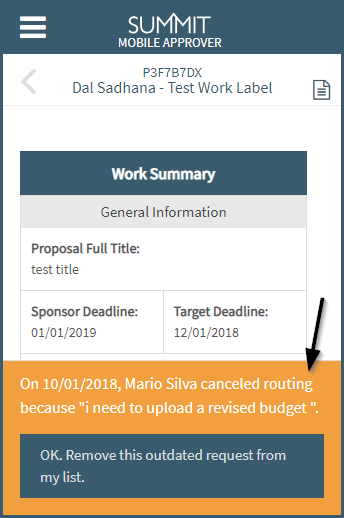 SUMMIT
MOBILE APPROVER
P3F7B7DX
Dal Sadhana - Test Work Label
Work Summary
General Information
Proposal Full Title:
test title
Sponsor Deadline:
01/01/2019
Target Deadline:
12/01/2018
On 10/01/2018, Mario Silva canceled routing
because "i need to upload a revised budget ".
OK. Remove this outdated request from
my list.